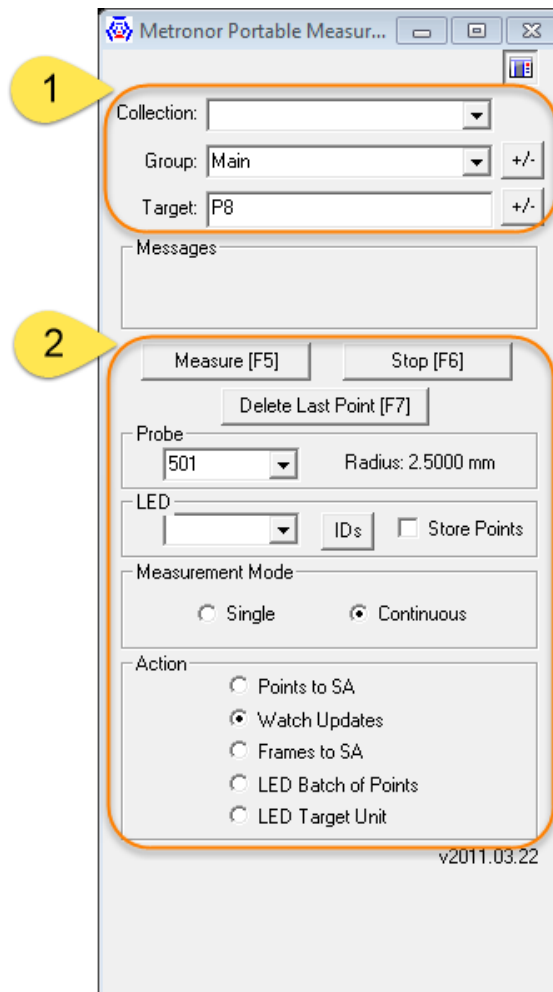 Metronor Portable Measur...
1
Collection:
Group: Main +/-
Target: P8 +/-
Messages
2
Measure [F5] Stop [F6]
Delete Last Point [F7]
Probe
501 Radius: 2.5000 mm
LED
IDs Store Points
Measurement Mode
Single Continuous
Action
Points to SA
Watch Updates
Frames to SA
LED Batch of Points
LED Target Unit
v2011.03.22